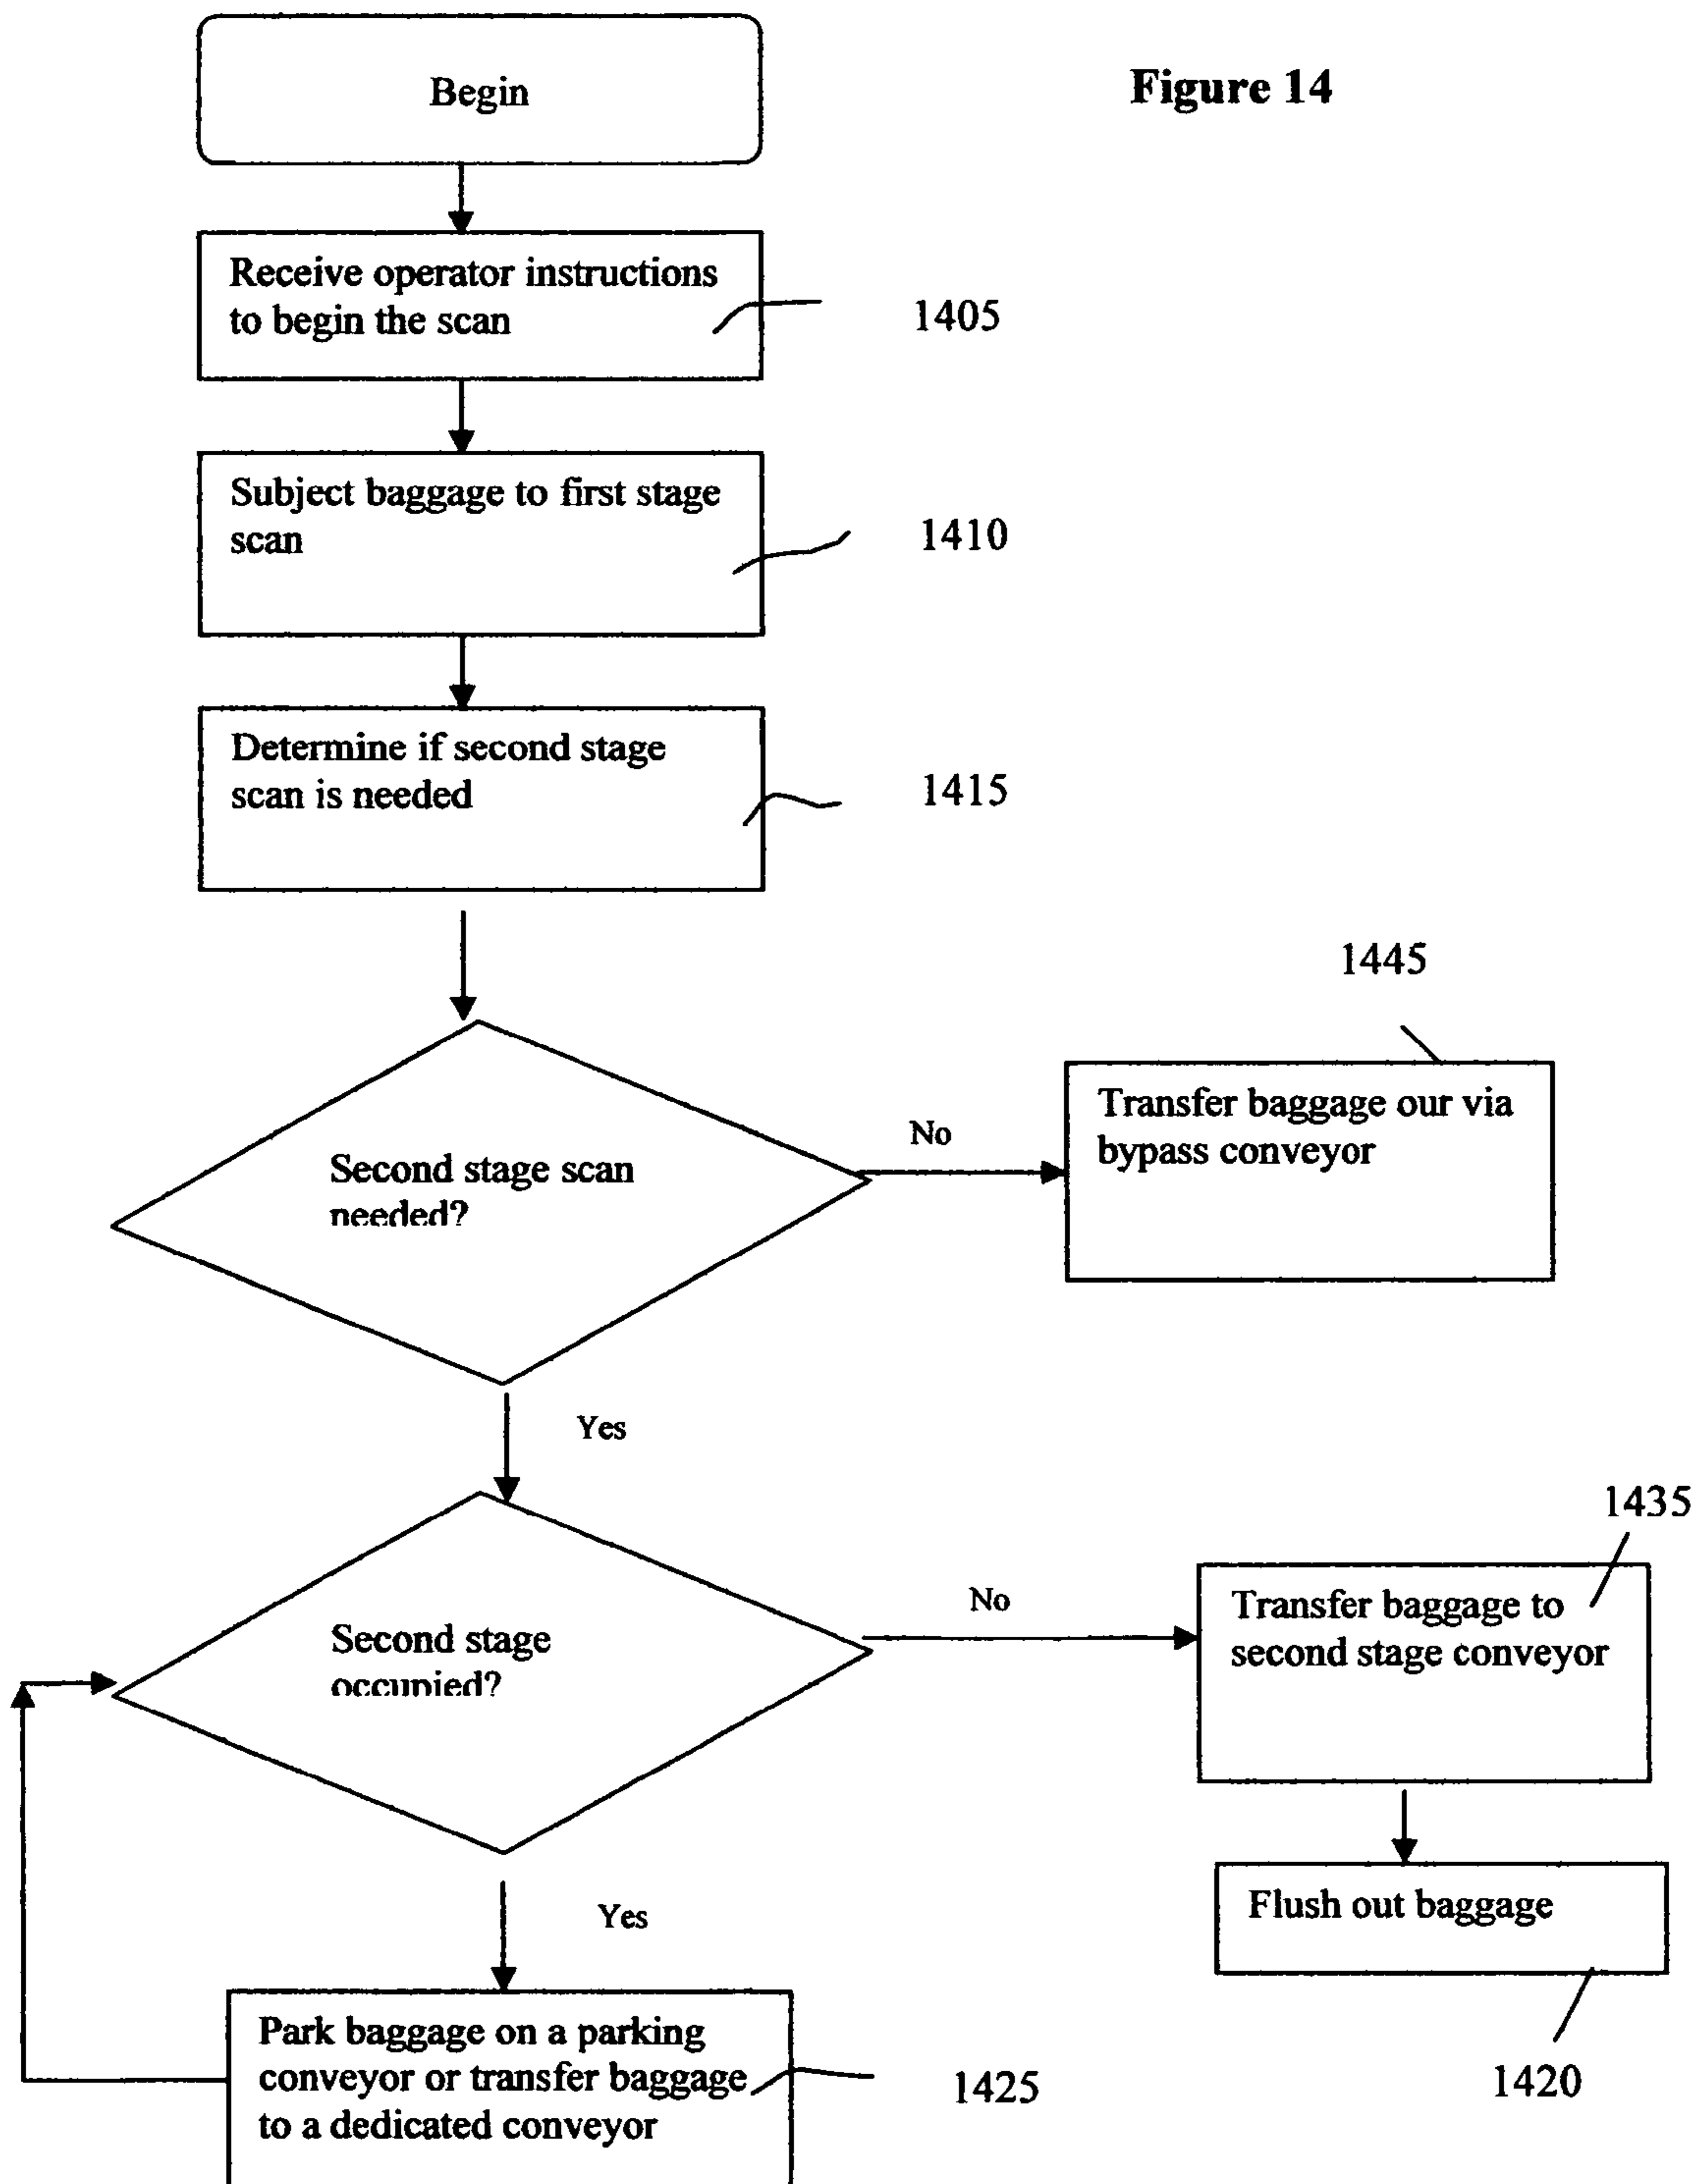 Figure 14
Begin
Receive operator instructions
to begin the scan
1405
Subject baggage to first stage
scan
1410
Determine if second stage
scan is needed
1415
1445
Transfer baggage our via
bypass conveyor
No
Second stage scan
needed?
Yes
1435
Transfer baggage to
second stage conveyor
No
Second stage
occupied?
Flush out baggage
1420
Yes
Park baggage on a parking
conveyor or transfer baggage
to a dedicated conveyor
1425